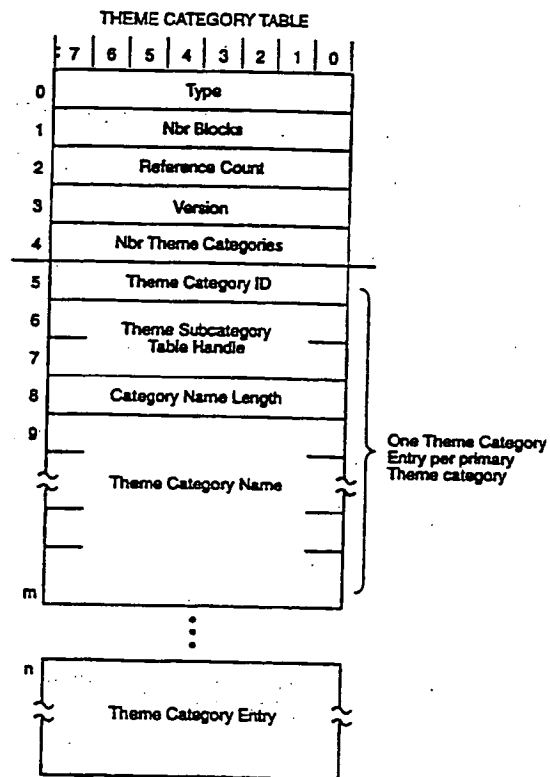 THEME CATEGORY TABLE
7 6 5 4 3 2 1 0
0 Type
1 Nbr Blocks
2 Reference Count
3 Version
4 Nbr Theme Categories
5 Theme Category ID
6 Theme Subcategory
7 Table Handle
8 Category Name Length
9
One Theme Category
Entry per primary
Theme category
Theme Category Name
m
n
Theme Category Entry